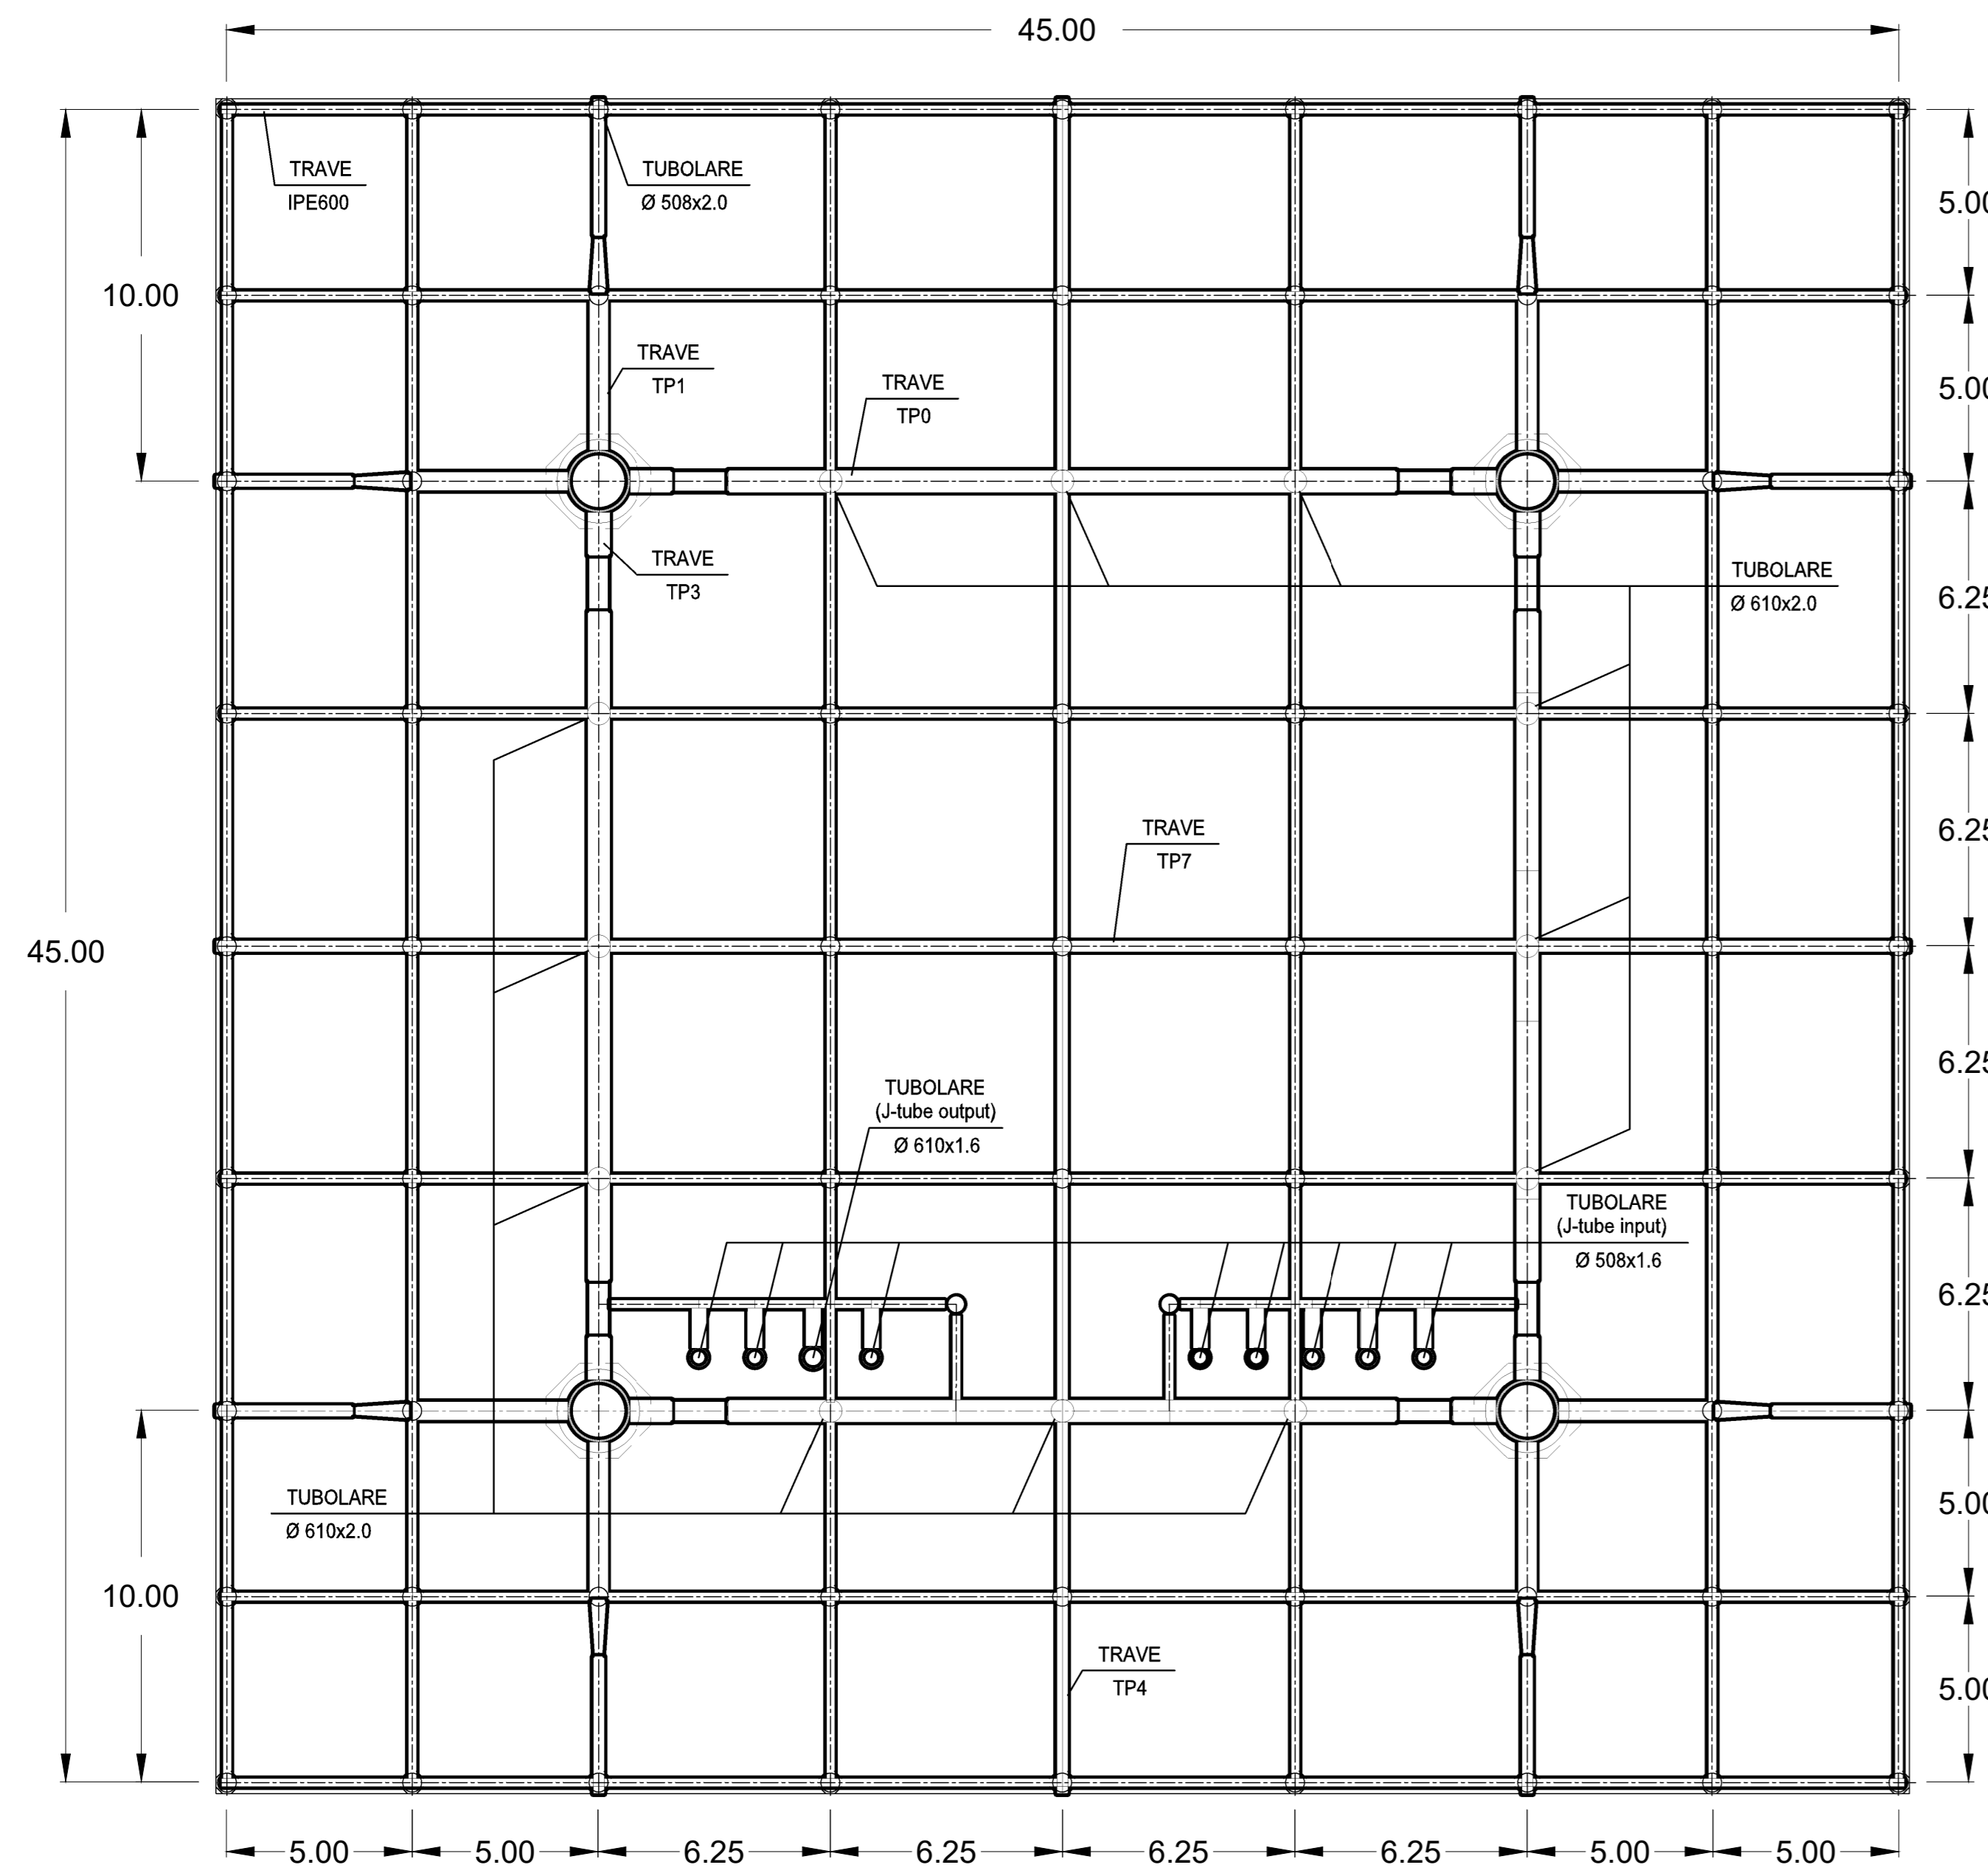 45.00
TRAVE
IPE600
TUBOLARE
Ø 508x2.0
5.00
10.00
TRAVE
TP1
TRAVE
TP0
5.00
TRAVE
TP3
TUBOLARE
Ø 610x2.0
6.25
TRAVE
TP7
6.25
45.00
TUBOLARE
(J-tube output)
Ø 610x1.6
6.25
TUBOLARE
(J-tube input)
Ø 508x1.6
6.25
TUBOLARE
Ø 610x2.0
5.00
10.00
TRAVE
TP4
5.00
5.00
5.00
6.25
6.25
6.25
6.25
5.00
5.00